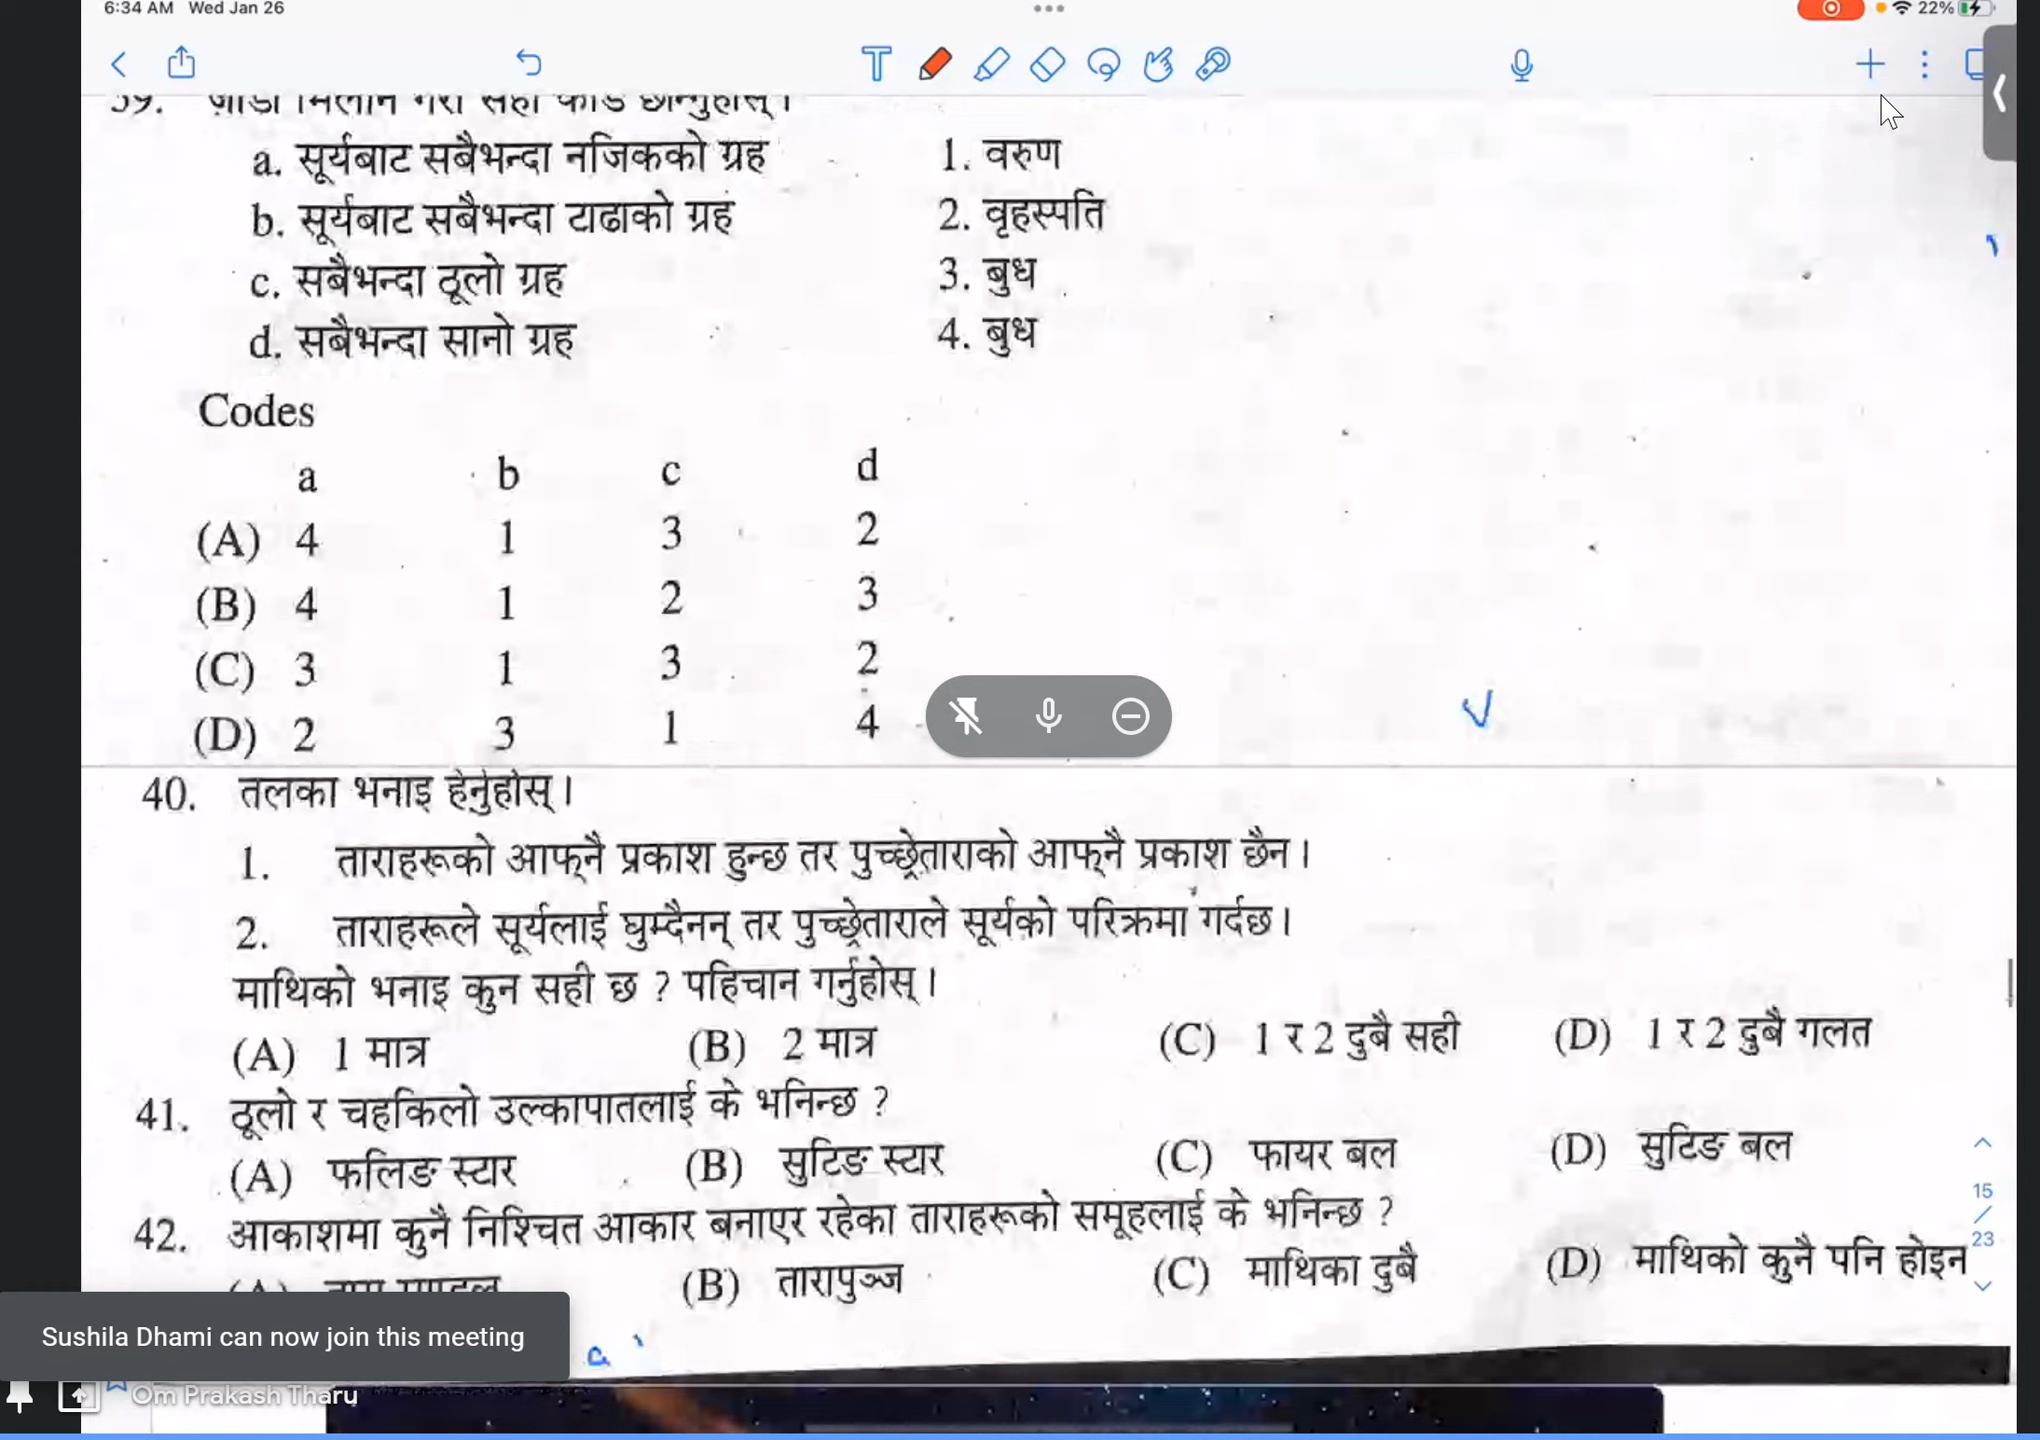 6:34 AM Wed Jan 26
22%
39. जोडा मिलान गरी सही कोड छान्नुहोस् ।
a. सूर्यबाट सबैभन्दा नजिकको ग्रह 1. वरुण
b. सूर्यबाट सबैभन्दा टाढाको ग्रह 2. वृहस्पति
c. सबैभन्दा ठूलो ग्रह 3. बुध
d. सबैभन्दा सानो ग्रह 4. बुध
Codes
a b c d
(A) 4 1 3 2
(B) 4 1 2 3
(C) 3 1 3 2
(D) 2 3 1 4
40. तलका भनाइ हेर्नुहोस् ।
1. ताराहरूको आफ्नै प्रकाश हुन्छ तर पुच्छ्रेताराको आफ्नै प्रकाश छैन ।
2. ताराहरूले सूर्यलाई घुम्दैनन् तर पुच्छ्रेताराले सूर्यको परिक्रमा गर्दछ ।
माथिको भनाइ कुन सही छ ? पहिचान गर्नुहोस् ।
(A) 1 मात्र (B) 2 मात्र (C) 1 र 2 दुबै सही (D) 1 र 2 दुबै गलत
41. ठूलो र चहकिलो उल्कापातलाई के भनिन्छ ?
(A) फलिङ स्टार (B) सुटिङ स्टार (C) फायर बल (D) सुटिङ बल
15
/
23
42. आकाशमा कुनै निश्चित आकार बनाएर रहेका ताराहरूको समूहलाई के भनिन्छ ?
(B) तारापुञ्ज (C) माथिका दुबै (D) माथिको कुनै पनि होइन
Sushila Dhami can now join this meeting
Om Prakash Tharu